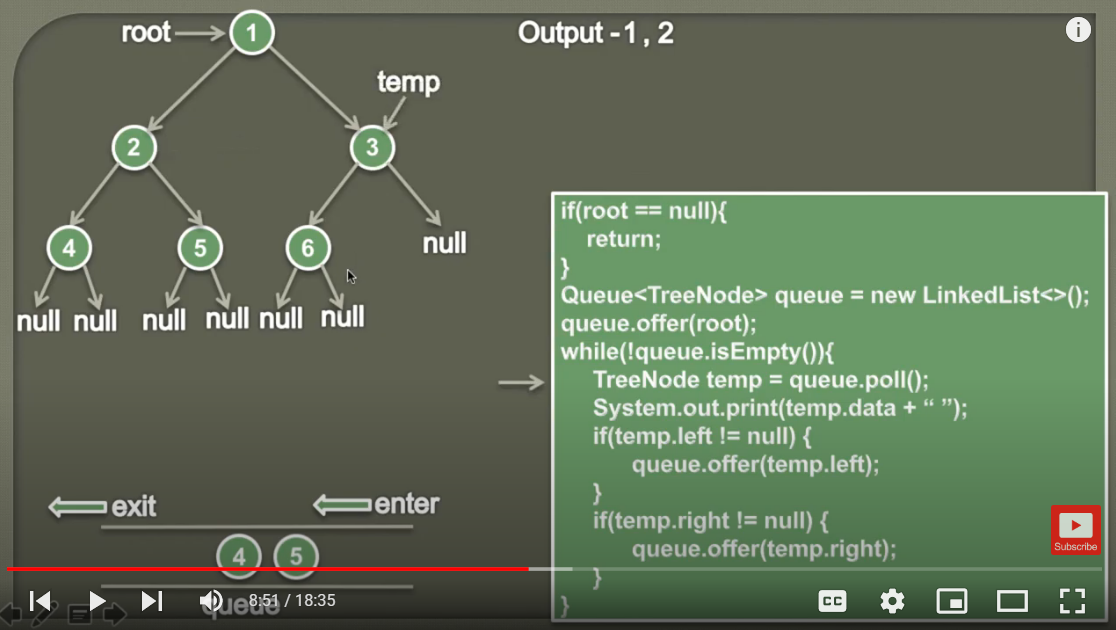 root
1
Output - 1 , 2
temp
2
3
4
5
6
null
null null null null null null
if(root == null){
return;
}
Queue<TreeNode> queue = new LinkedList<>();
queue.offer(root);
while(!queue.isEmpty()){
TreeNode temp = queue.poll();
System.out.print(temp.data + “ ”);
if(temp.left != null) {
queue.offer(temp.left);
}
if(temp.right != null) {
queue.offer(temp.right);
}
}
exit
enter
4 5
queue
Subscribe
8:51 / 18:35
CC
i